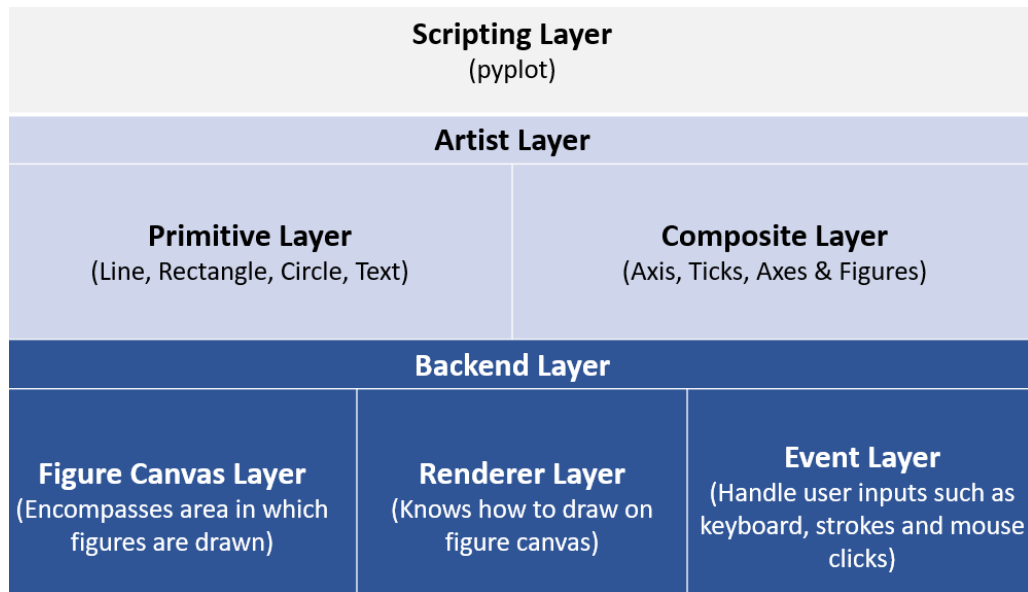 Scripting Layer
(pyplot)
Artist Layer
Primitive Layer
(Line, Rectangle, Circle, Text)
Composite Layer
(Axis, Ticks, Axes & Figures)
Backend Layer
Figure Canvas Layer
(Encompasses area in which
figures are drawn)
Renderer Layer
(Knows how to draw on
figure canvas)
Event Layer
(Handle user inputs such as
keyboard, strokes and mouse
clicks)